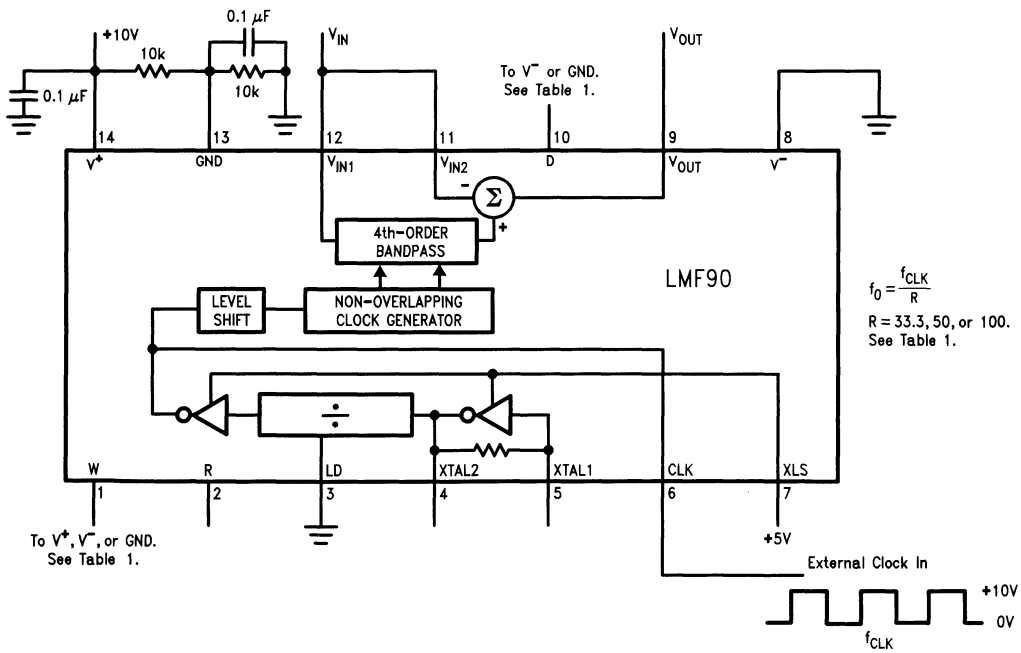 +10V
10k
0.1 μF
10k
0.1 μF
V_IN
V_OUT
To V⁻ or GND.
See Table 1.
14
13
12
11
10
9
8
V⁺
GND
V_IN1
V_IN2
D
V_OUT
V⁻
-
Σ
+
4th-ORDER
BANDPASS
LMF90
LEVEL
SHIFT
NON-OVERLAPPING
CLOCK GENERATOR
f₀ = f_CLK / R
R = 33.3, 50, or 100.
See Table 1.
÷
W
R
LD
XTAL2
XTAL1
CLK
XLS
1
2
3
4
5
6
7
To V⁺, V⁻, or GND.
See Table 1.
+5V
External Clock In
+10V
0V
f_CLK